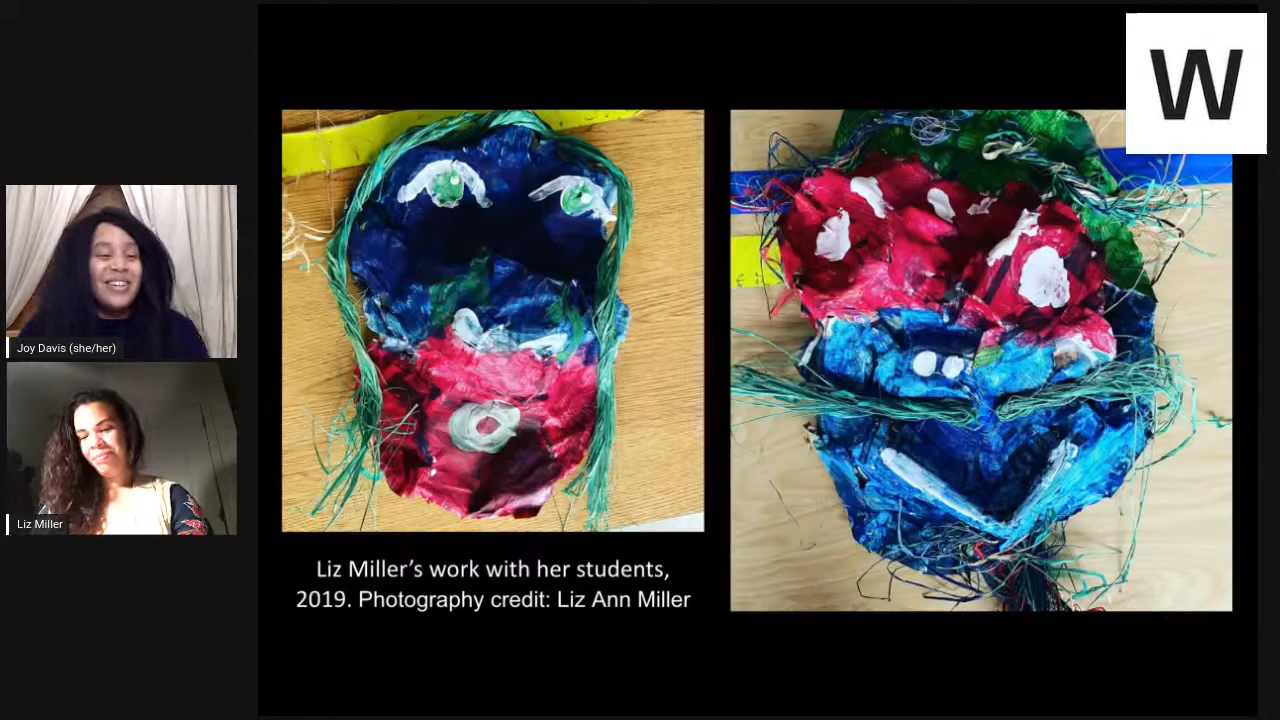 W
Joy Davis (she/her)
Liz Miller
Liz Miller’s work with her students,
2019. Photography credit: Liz Ann Miller